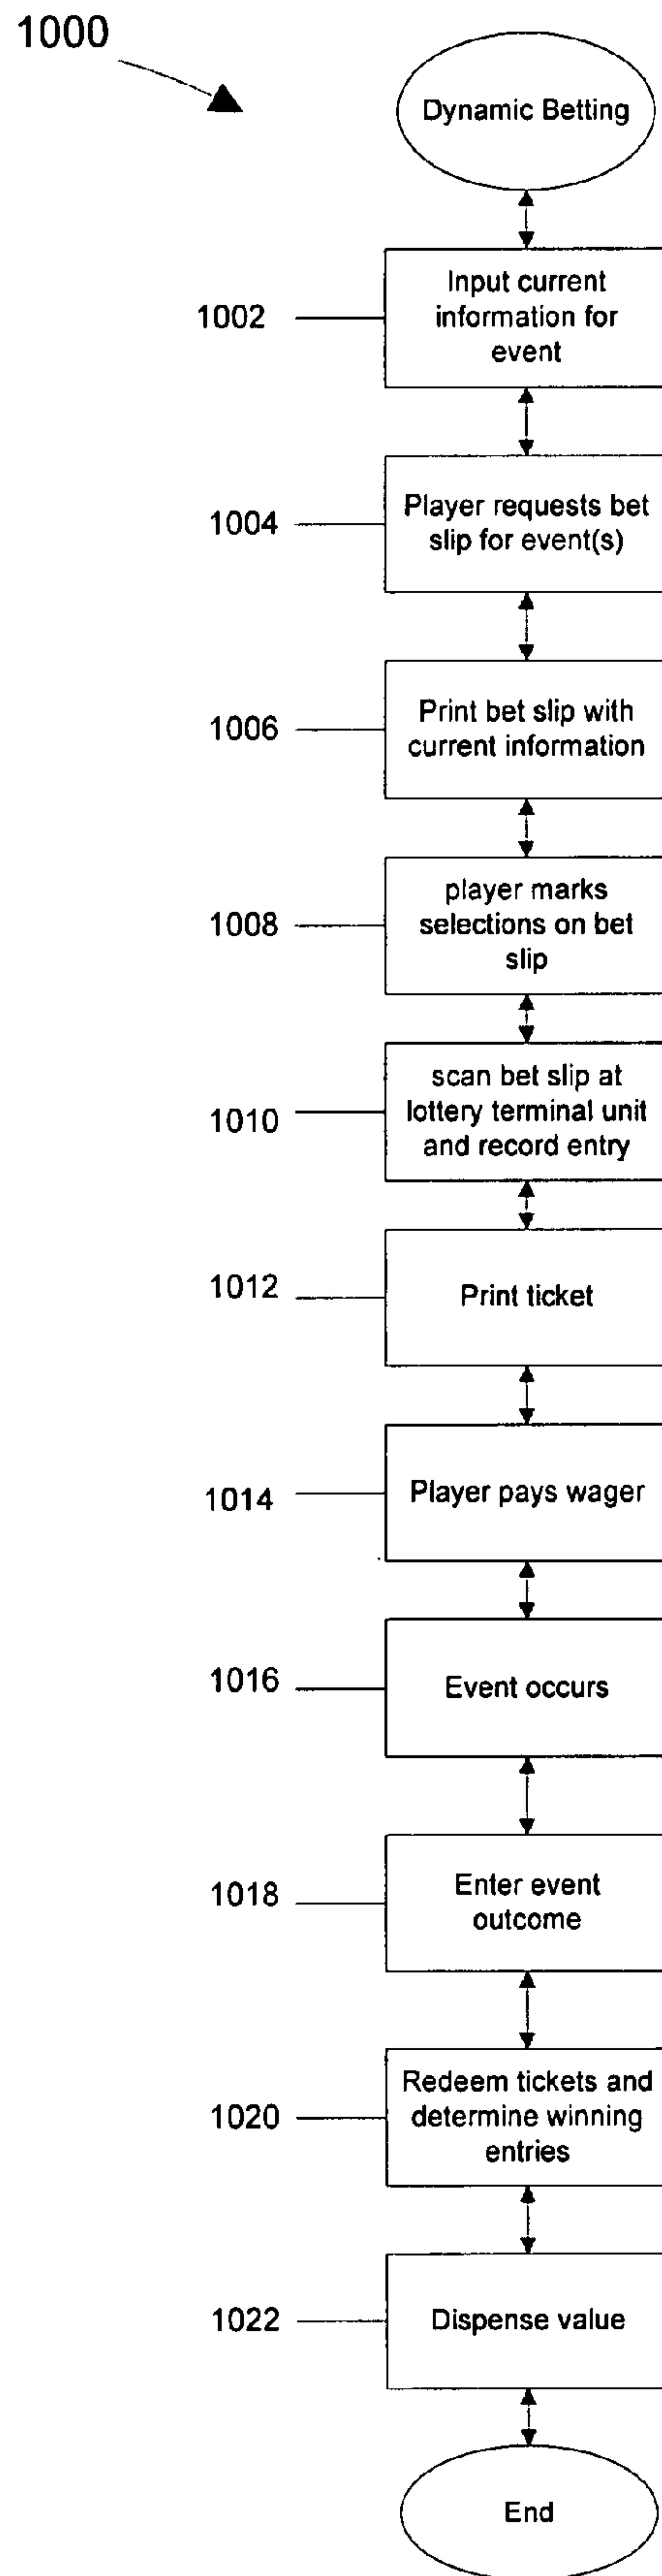 1000
Dynamic Betting
Input current
information for
event
1002
Player requests bet
slip for event(s)
1004
Print bet slip with
current information
1006
player marks
selections on bet
slip
1008
scan bet slip at
lottery terminal unit
and record entry
1010
Print ticket
1012
Player pays wager
1014
Event occurs
1016
Enter event
outcome
1018
Redeem tickets and
determine winning
entries
1020
Dispense value
1022
End